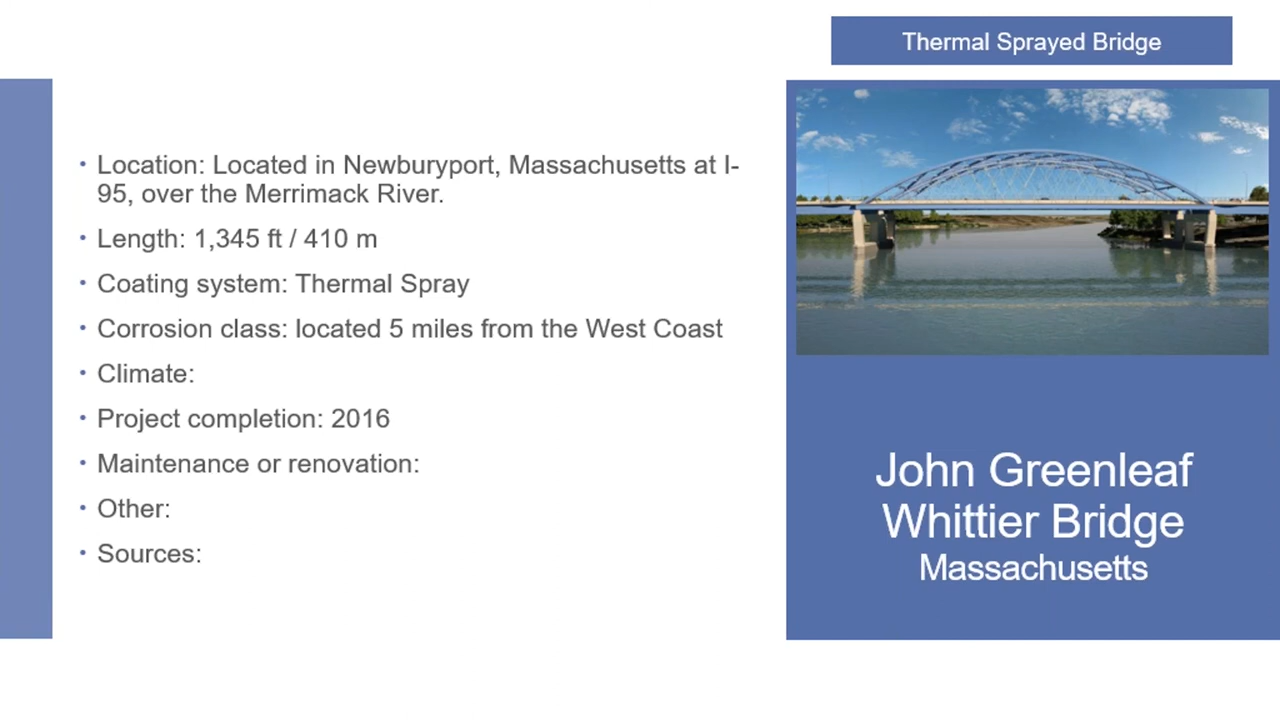 Thermal Sprayed Bridge
• Location: Located in Newburyport, Massachusetts at I-
95, over the Merrimack River.
• Length: 1,345 ft / 410 m
• Coating system: Thermal Spray
• Corrosion class: located 5 miles from the West Coast
• Climate:
• Project completion: 2016
• Maintenance or renovation:
• Other:
• Sources:
John Greenleaf
Whittier Bridge
Massachusetts